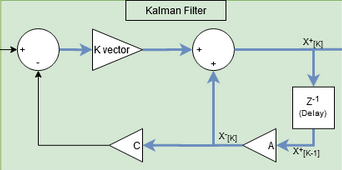 Kalman Filter
+
-
K vector
+
+
X⁺[K]
Z⁻¹
(Delay)
X⁺[K-1]
A
X⁻[K]
C